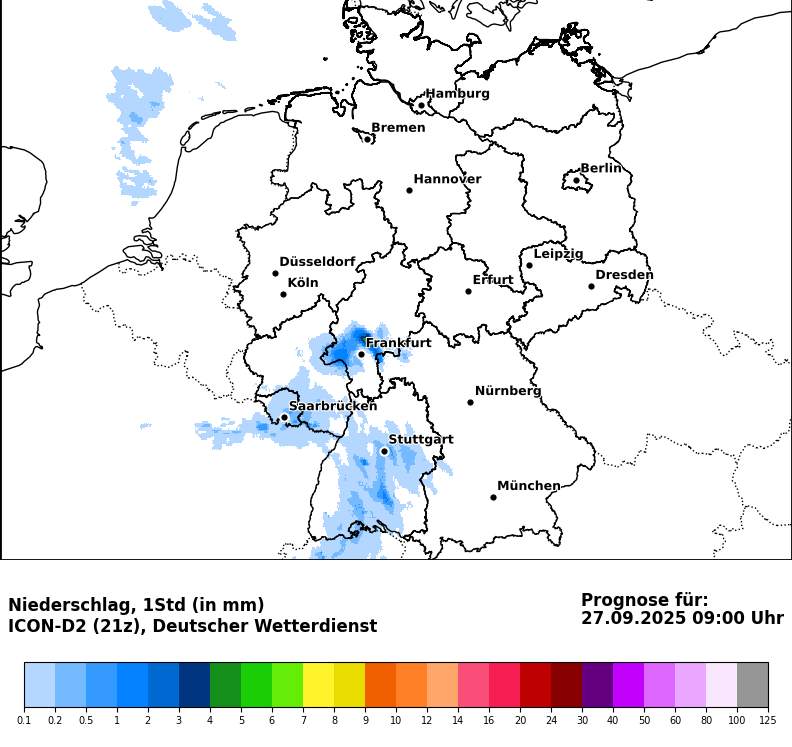 Hamburg
Bremen
Berlin
Hannover
Leipzig
Düsseldorf
Dresden
Köln
Erfurt
Frankfurt
Nürnberg
Saarbrücken
Stuttgart
München
Niederschlag, 1Std (in mm)
ICON-D2 (21z), Deutscher Wetterdienst
Prognose für:
27.09.2025 09:00 Uhr
0.1 0.2 0.5 1 2 3 4 5 6 7 8 9 10 12 14 16 20 24 30 40 50 60 80 100 125